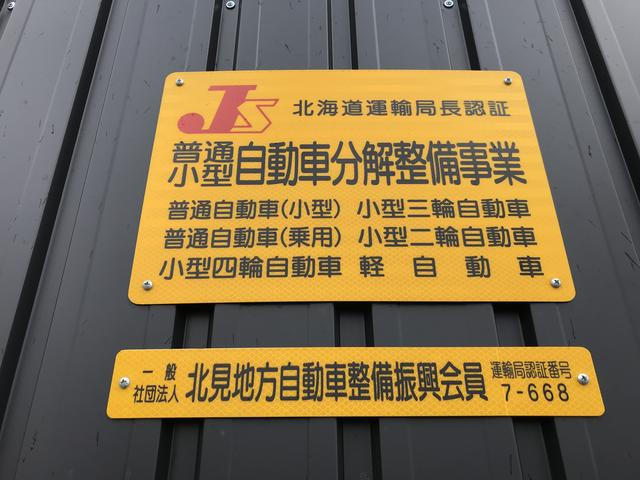 JS 北海道運輸局長認証
普通
小型 自動車分解整備事業
普通自動車(小型) 小型三輪自動車
普通自動車(乗用) 小型二輪自動車
小型四輪自動車 軽自動車
一般
社団法人 北見地方自動車整備振興会員 運輸局認証番号
7-668